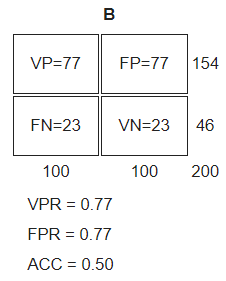 B
VP=77 FP=77 154
FN=23 VN=23 46
100 100 200
VPR = 0.77
FPR = 0.77
ACC = 0.50